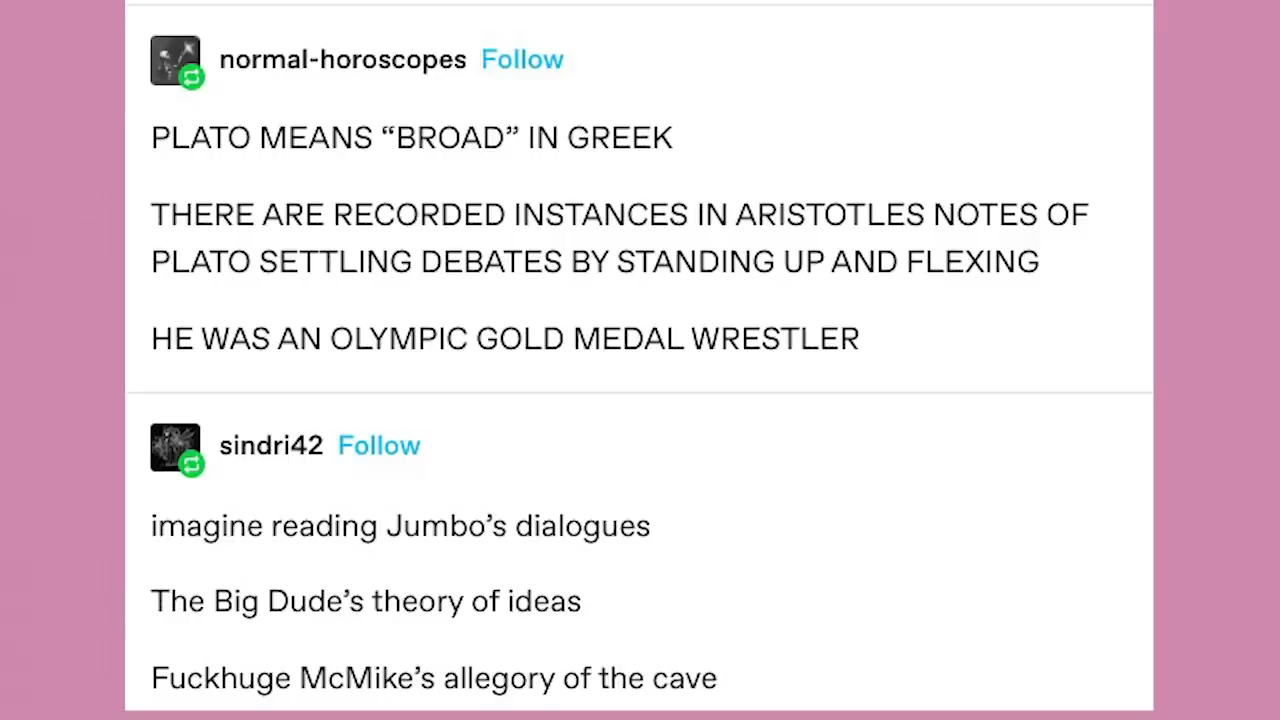 normal-horoscopes Follow
PLATO MEANS “BROAD” IN GREEK
THERE ARE RECORDED INSTANCES IN ARISTOTLES NOTES OF
PLATO SETTLING DEBATES BY STANDING UP AND FLEXING
HE WAS AN OLYMPIC GOLD MEDAL WRESTLER
sindri42 Follow
imagine reading Jumbo’s dialogues
The Big Dude’s theory of ideas
Fuckhuge McMike’s allegory of the cave